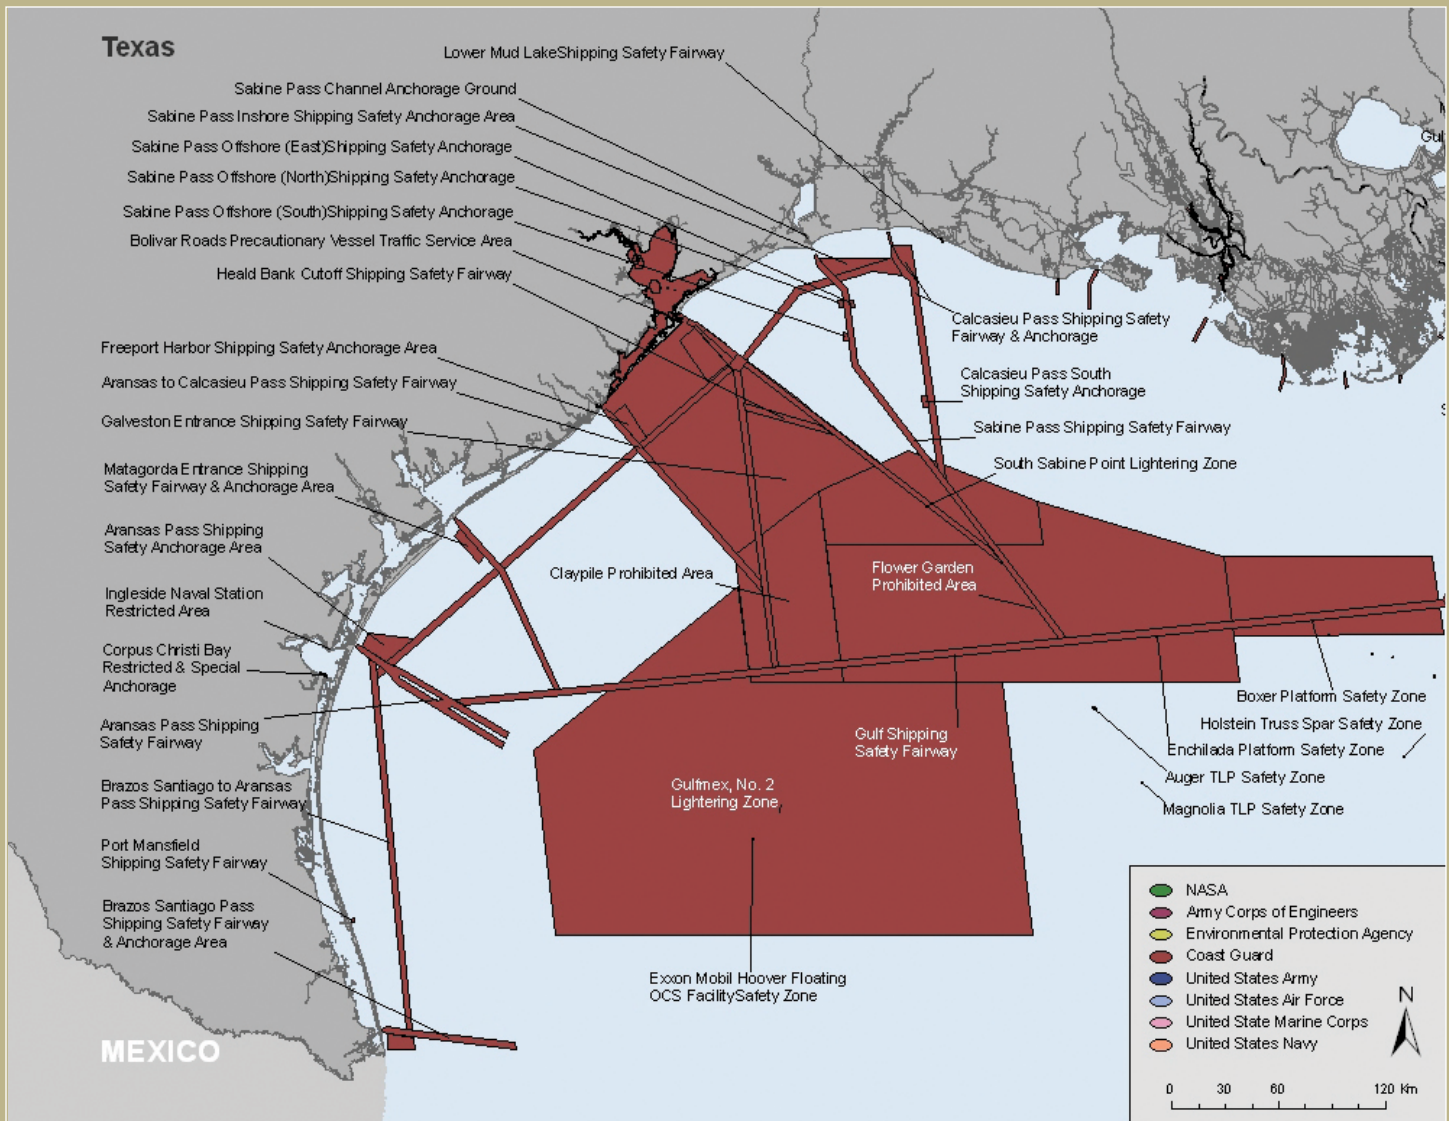 Texas
Lower Mud LakeShipping Safety Fairway
Sabine Pass Channel Anchorage Ground
Sabine Pass Inshore Shipping Safety Anchorage Area
Sabine Pass Offshore (East)Shipping Safety Anchorage
Sabine Pass Offshore (North)Shipping Safety Anchorage
Sabine Pass Offshore (South)Shipping Safety Anchorage
Bolivar Roads Precautionary Vessel Traffic Service Area
Heald Bank Cutoff Shipping Safety Fairway
Freeport Harbor Shipping Safety Anchorage Area
Aransas to Calcasieu Pass Shipping Safety Fairway
Galveston Entrance Shipping Safety Fairway
Matagorda Entrance Shipping
Safety Fairway & Anchorage Area
Aransas Pass Shipping
Safety Anchorage Area
Ingleside Naval Station
Restricted Area
Corpus Christi Bay
Restricted & Special
Anchorage
Aransas Pass Shipping
Safety Fairway
Brazos Santiago to Aransas
Pass Shipping Safety Fairway
Port Mansfield
Shipping Safety Fairway
Brazos Santiago Pass
Shipping Safety Fairway
& Anchorage Area
MEXICO
Gul
Calcasieu Pass Shipping Safety
Fairway & Anchorage
Calcasieu Pass South
Shipping Safety Anchorage
Sabine Pass Shipping Safety Fairway
South Sabine Point Lightering Zone
Claypile Prohibited Area
Flower Garden
Prohibited Area
Gulf Shipping
Safety Fairway
Gulfmex, No. 2
Lightering Zone
Exxon Mobil Hoover Floating
OCS FacilitySafety Zone
Boxer Platform Safety Zone
Holstein Truss Spar Safety Zone
Enchilada Platform Safety Zone
Auger TLP Safety Zone
Magnolia TLP Safety Zone
NASA
Army Corps of Engineers
Environmental Protection Agency
Coast Guard
United States Army
United States Air Force
United State Marine Corps
United States Navy
N
0 30 60 120 Km